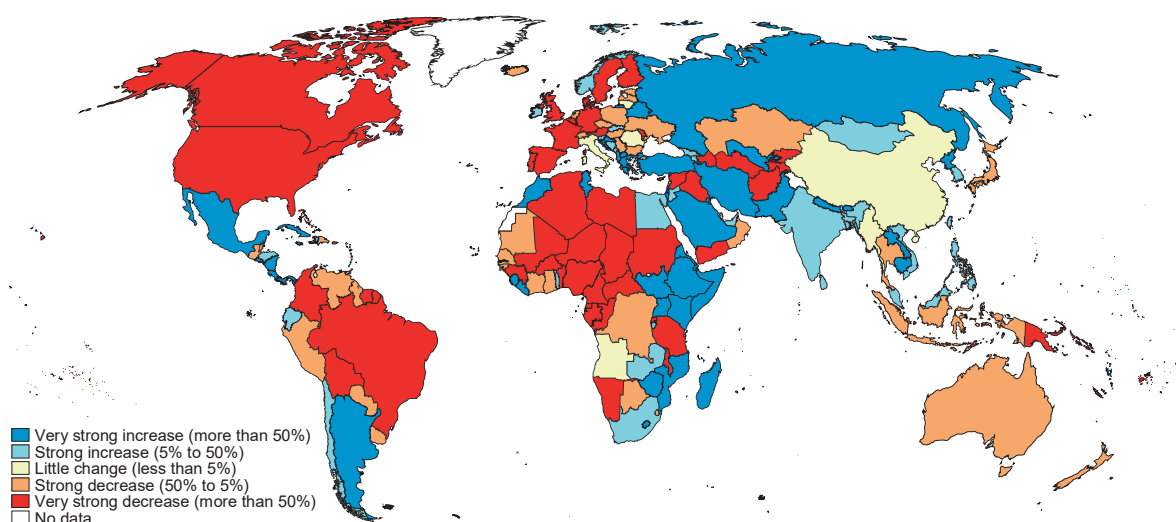 Very strong increase (more than 50%)
Strong increase (5% to 50%)
Little change (less than 5%)
Strong decrease (50% to 5%)
Very strong decrease (more than 50%)
No data